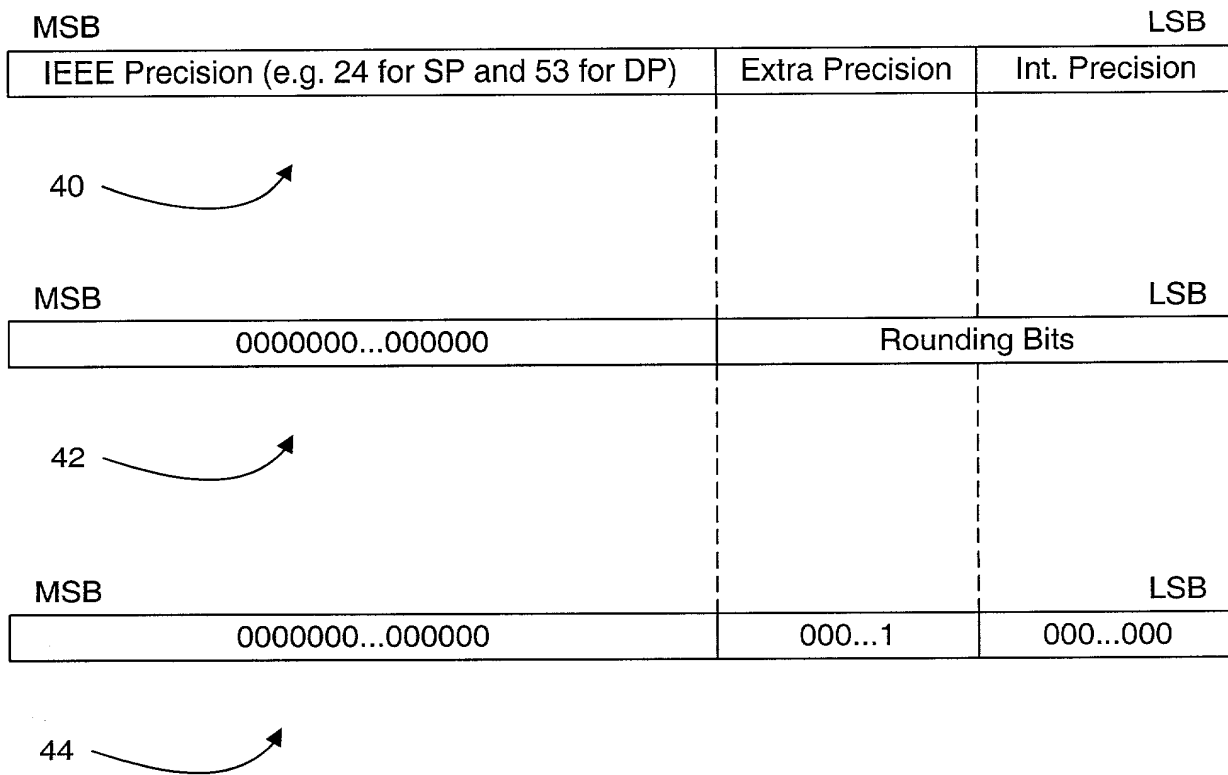 MSB LSB
IEEE Precision (e.g. 24 for SP and 53 for DP) Extra Precision Int. Precision
40
MSB LSB
0000000...000000 Rounding Bits
42
MSB LSB
0000000...000000 000...1 000...000
44